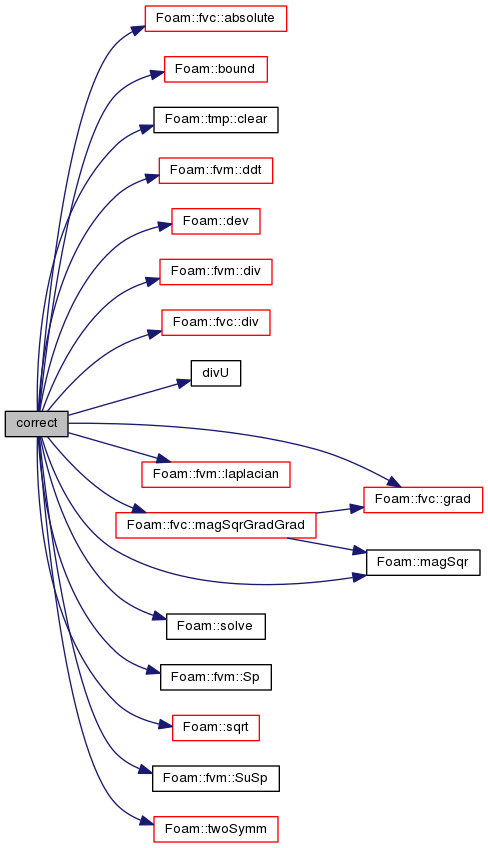 Foam::fvc::absolute
Foam::bound
Foam::tmp::clear
Foam::fvm::ddt
Foam::dev
Foam::fvm::div
Foam::fvc::div
divU
correct
Foam::fvm::laplacian
Foam::fvc::grad
Foam::fvc::magSqrGradGrad
Foam::magSqr
Foam::solve
Foam::fvm::Sp
Foam::sqrt
Foam::fvm::SuSp
Foam::twoSymm